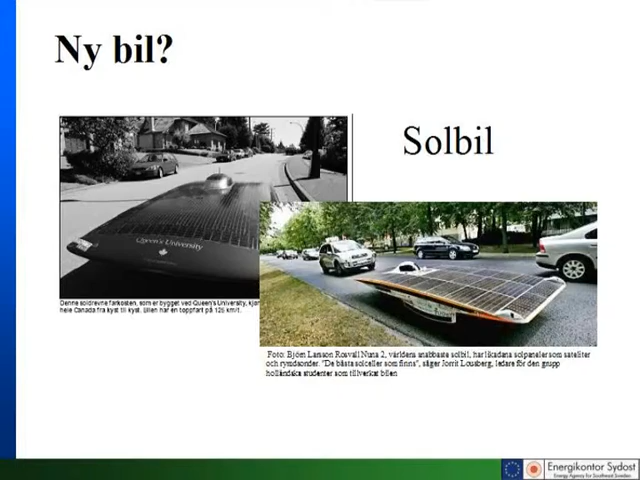 Ny bil?
Solbil
Queen's University
Denne soldrevne farkosten, som er bygget ved Queen's University, kjør
hele Canada fra kyst til kyst. Bilen har en toppfart på 125 km/t.
Foto: Björn Larsson Rosvall Nuna 2, världens snabbaste solbil, har likadana solpaneler som sateliter
och rymdsonder. "De bästa solceller som finns", säger Jorrit Lousberg, ledare för den grupp
holländska studenter som tillverkat bilen
Energikontor Sydost
Energy Agency for Southeast Sweden